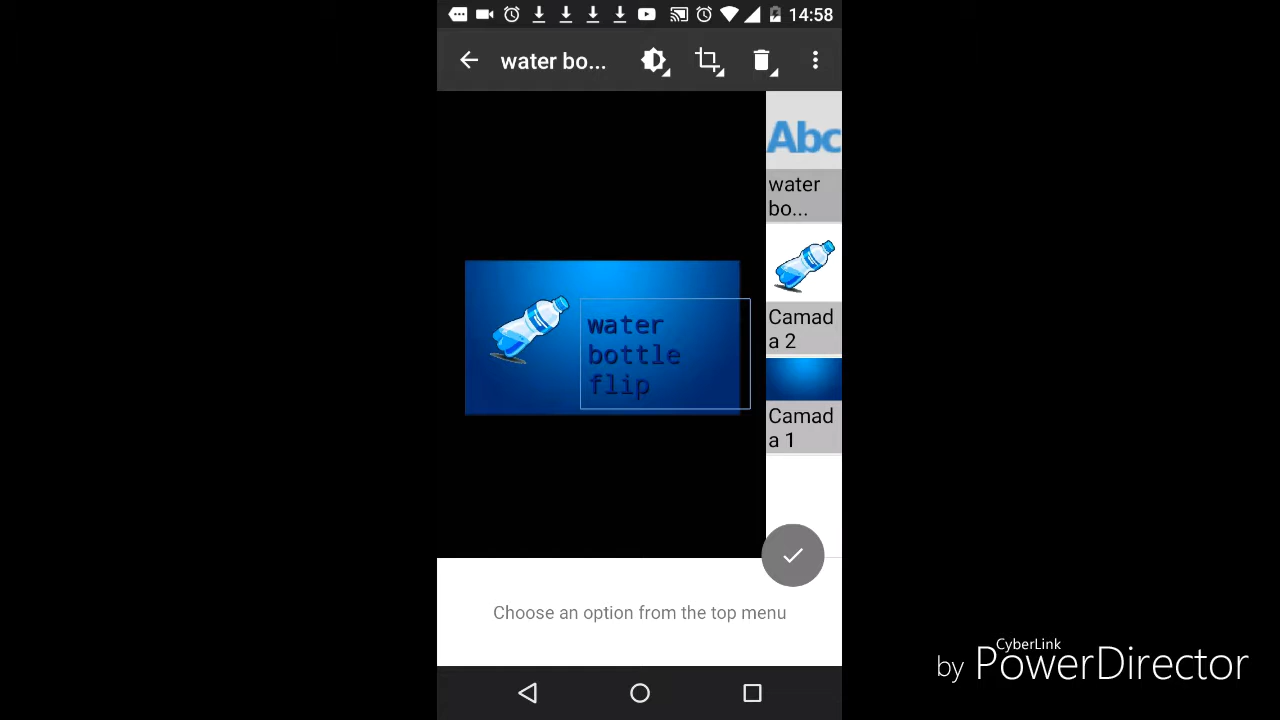 14:58
water bo...
Abc
water
bo...
water
bottle
flip
Camad
a 2
Camad
a 1
Choose an option from the top menu
CyberLink
by PowerDirector